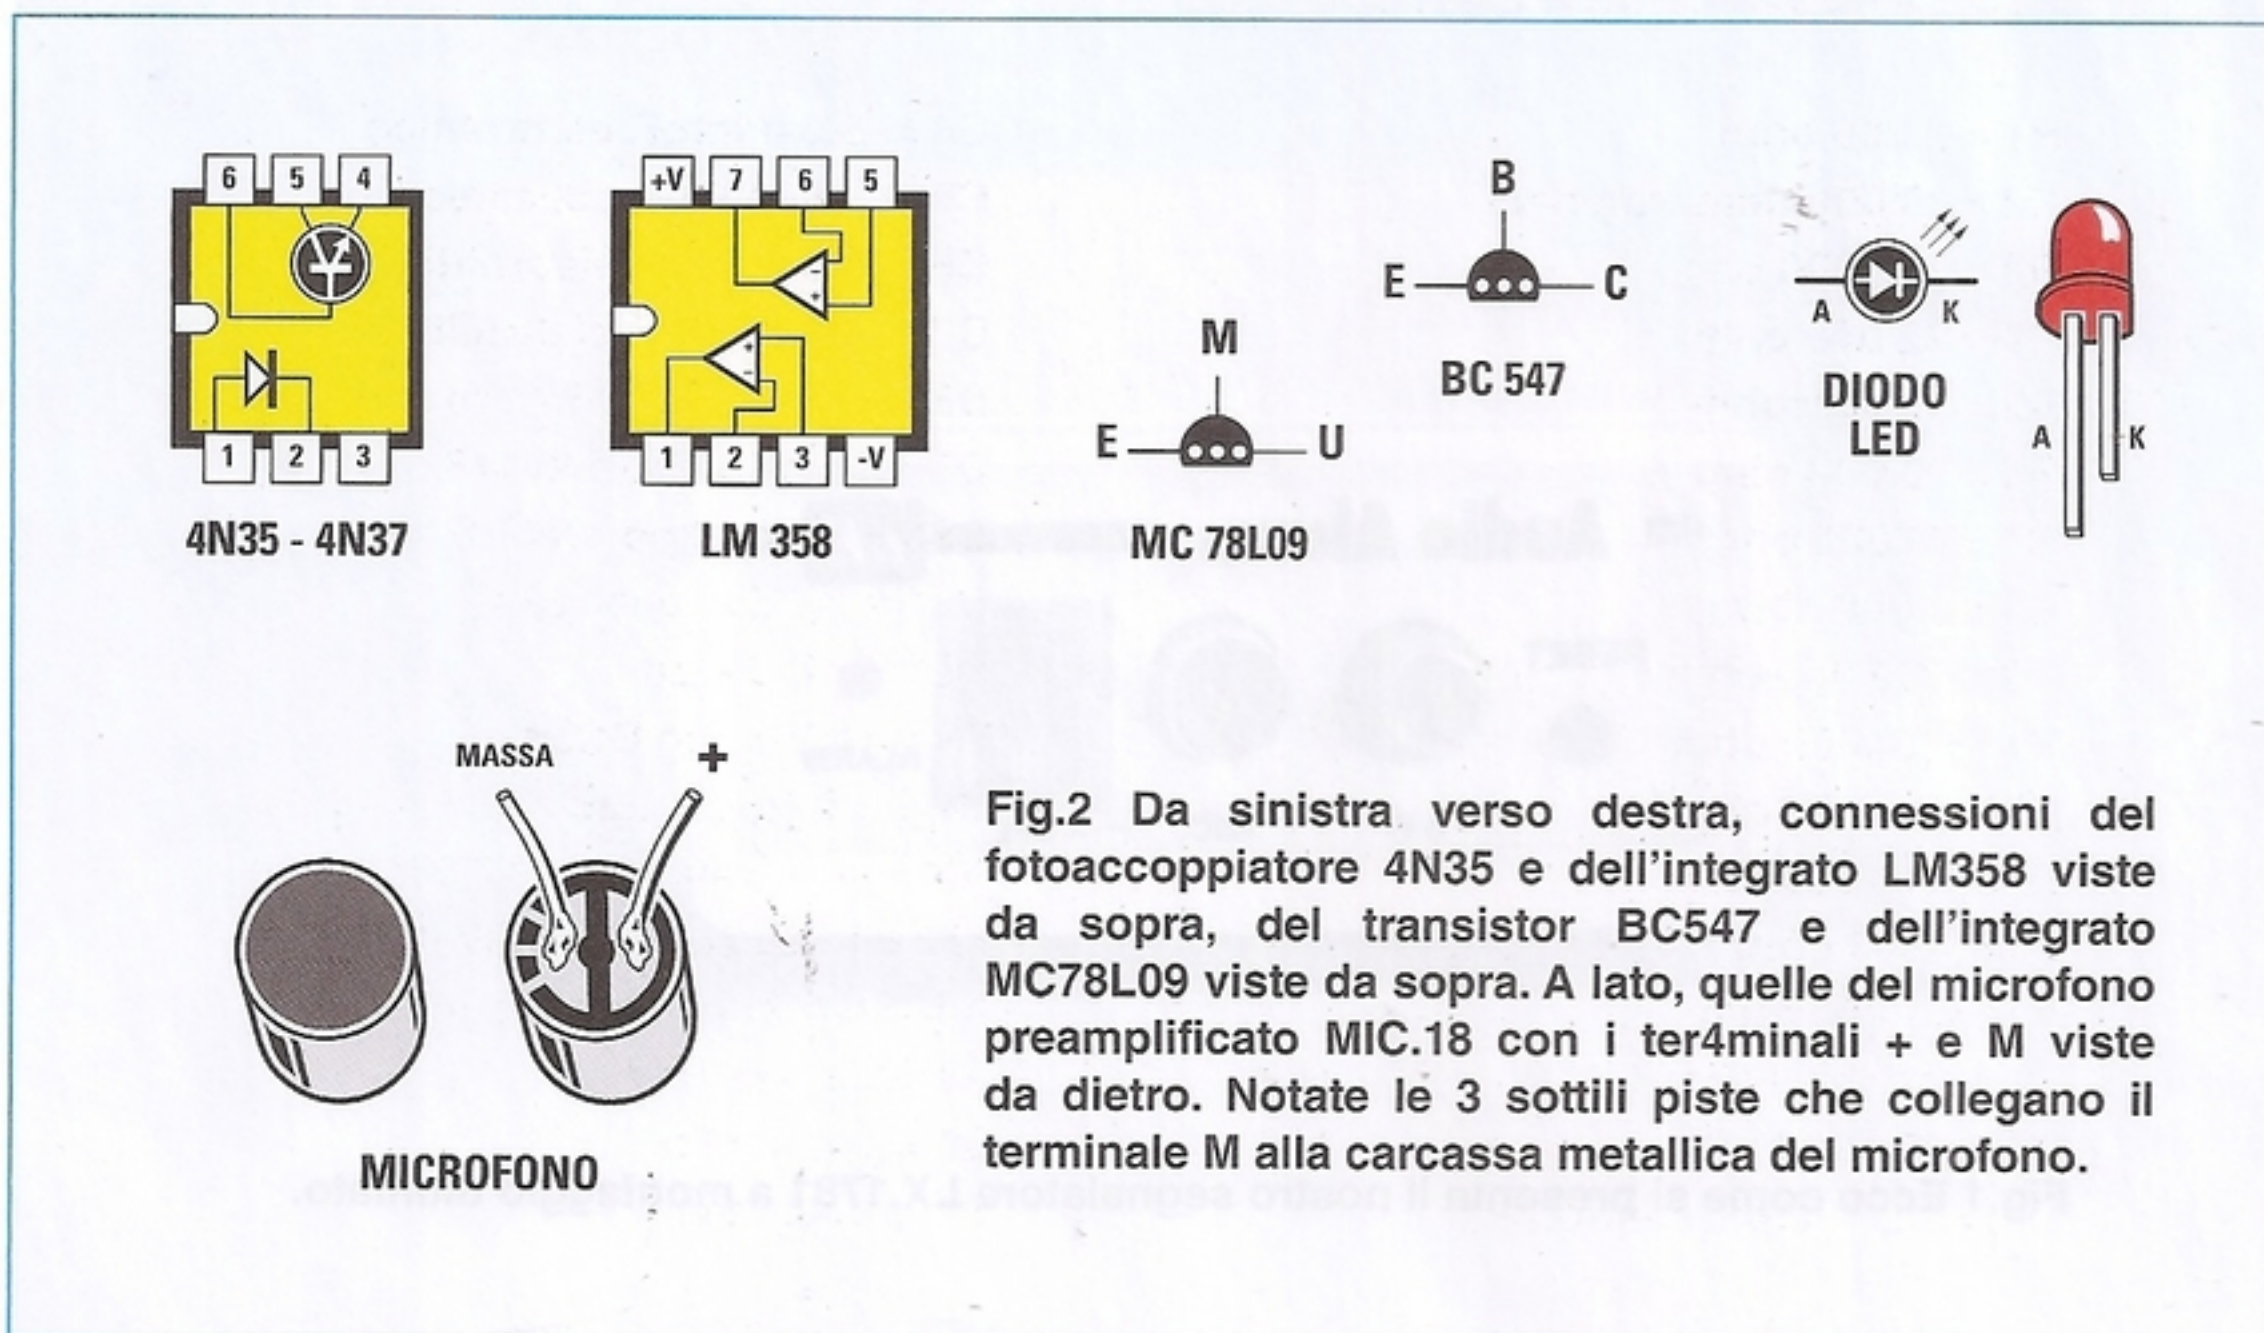 6 5 4
1 2 3
4N35 - 4N37
+V 7 6 5
- +
+ -
1 2 3 -V
LM 358
M
E U
MC 78L09
B
E C
BC 547
A K
DIODO
LED
A K
MASSA +
MICROFONO
Fig.2 Da sinistra verso destra, connessioni del
fotoaccoppiatore 4N35 e dell'integrato LM358 viste
da sopra, del transistor BC547 e dell'integrato
MC78L09 viste da sopra. A lato, quelle del microfono
preamplificato MIC.18 con i ter4minali + e M viste
da dietro. Notate le 3 sottili piste che collegano il
terminale M alla carcassa metallica del microfono.